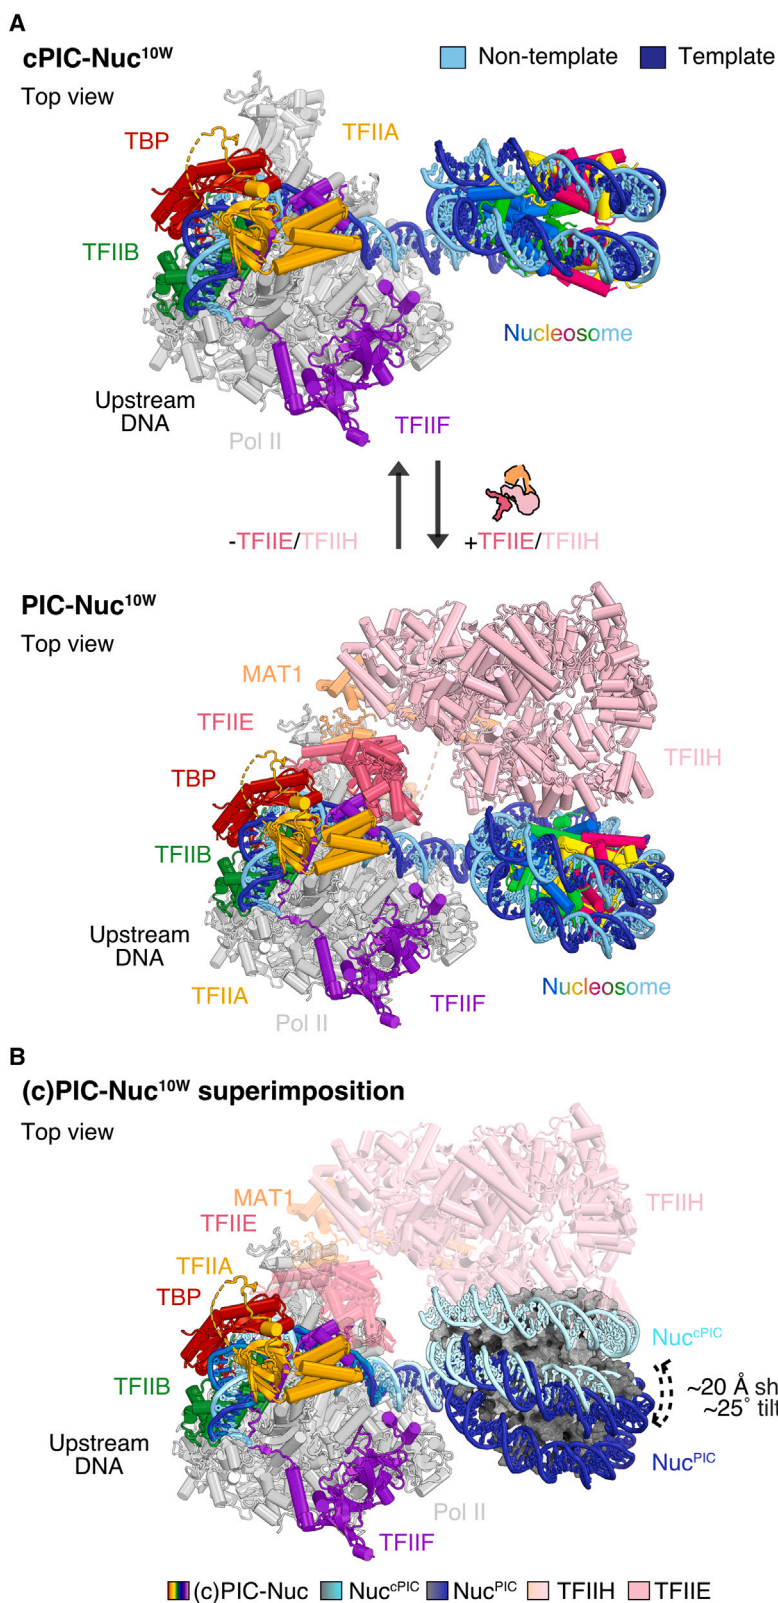 A
cPIC-Nuc10W
Non-template
Template
Top view
TBP
TFIIA
TFIIB
Nucleosome
Upstream
DNA
Pol II
TFIIF
-TFIIE/TFIIH
+TFIIE/TFIIH
PIC-Nuc10W
Top view
MAT1
TFIIE
TFIIH
TBP
TFIIB
Upstream
DNA
TFIIA
TFIIF
Nucleosome
Pol II
B
(c)PIC-Nuc10W superimposition
Top view
MAT1
TFIIH
TFIIE
TFIIA
TBP
NuccPIC
TFIIB
~20 Å sh
~25° tilt
Upstream
DNA
NucPIC
Pol II
TFIIF
(c)PIC-Nuc
NuccPIC
NucPIC
TFIIH
TFIIE